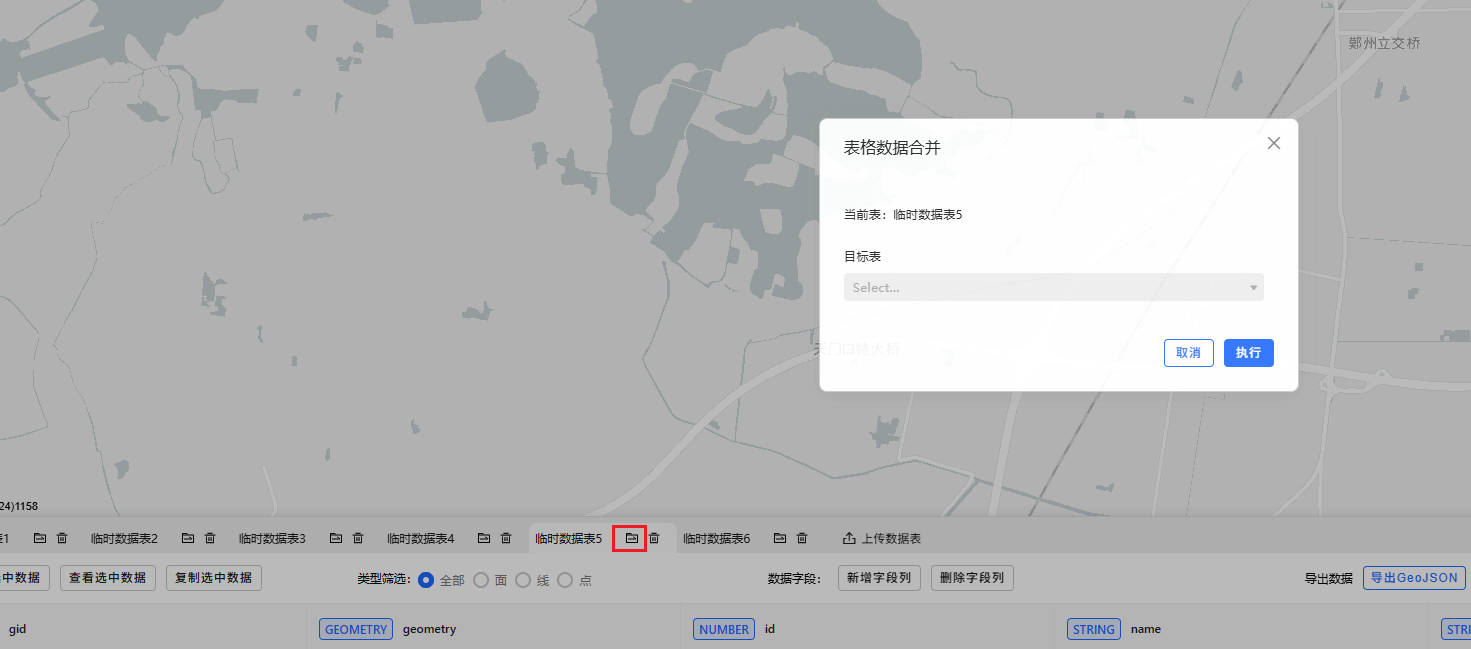 鄚州立交桥
表格数据合并
当前表：临时数据表5
目标表
Select...
天门口特大桥
取消
执行
24)1158
表1
临时数据表2
临时数据表3
临时数据表4
临时数据表5
临时数据表6
上传数据表
中数据
查看选中数据
复制选中数据
类型筛选：
全部
面
线
点
数据字段：
新增字段列
删除字段列
导出数据
导出GeoJSON
gid
GEOMETRY geometry
NUMBER id
STRING name
STRI